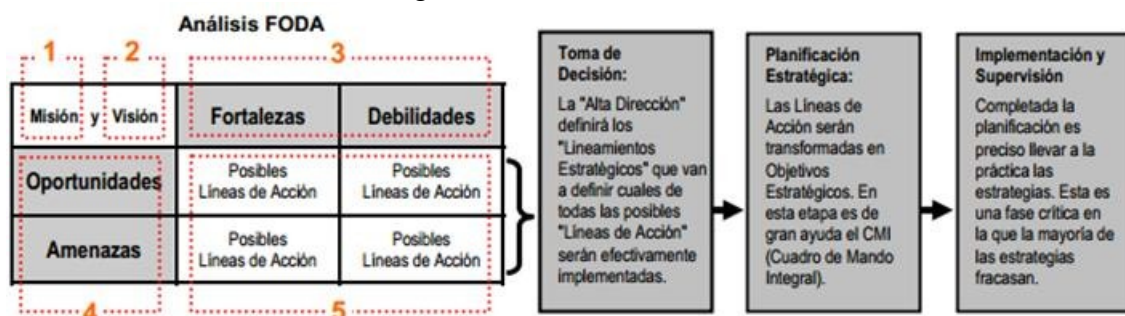 Análisis FODA
1 2 3
Misión y Visión Fortalezas Debilidades
Oportunidades
Posibles
Líneas de Acción
Posibles
Líneas de Acción
Amenazas
Posibles
Líneas de Acción
Posibles
Líneas de Acción
4 5
Toma de
Decisión:
La "Alta Dirección"
definirá los
"Lineamientos
Estratégicos" que van
a definir cuales de
todas las posibles
"Líneas de Acción"
serán efectivamente
implementadas.
Planificación
Estratégica:
Las Líneas de
Acción serán
transformadas en
Objetivos
Estratégicos. En
esta etapa es de
gran ayuda el CMI
(Cuadro de Mando
Integral).
Implementación y
Supervisión
Completada la
planificación es
preciso llevar a la
práctica las
estrategias. Esta es
una fase crítica en
la que la mayoría de
las estrategias
fracasan.